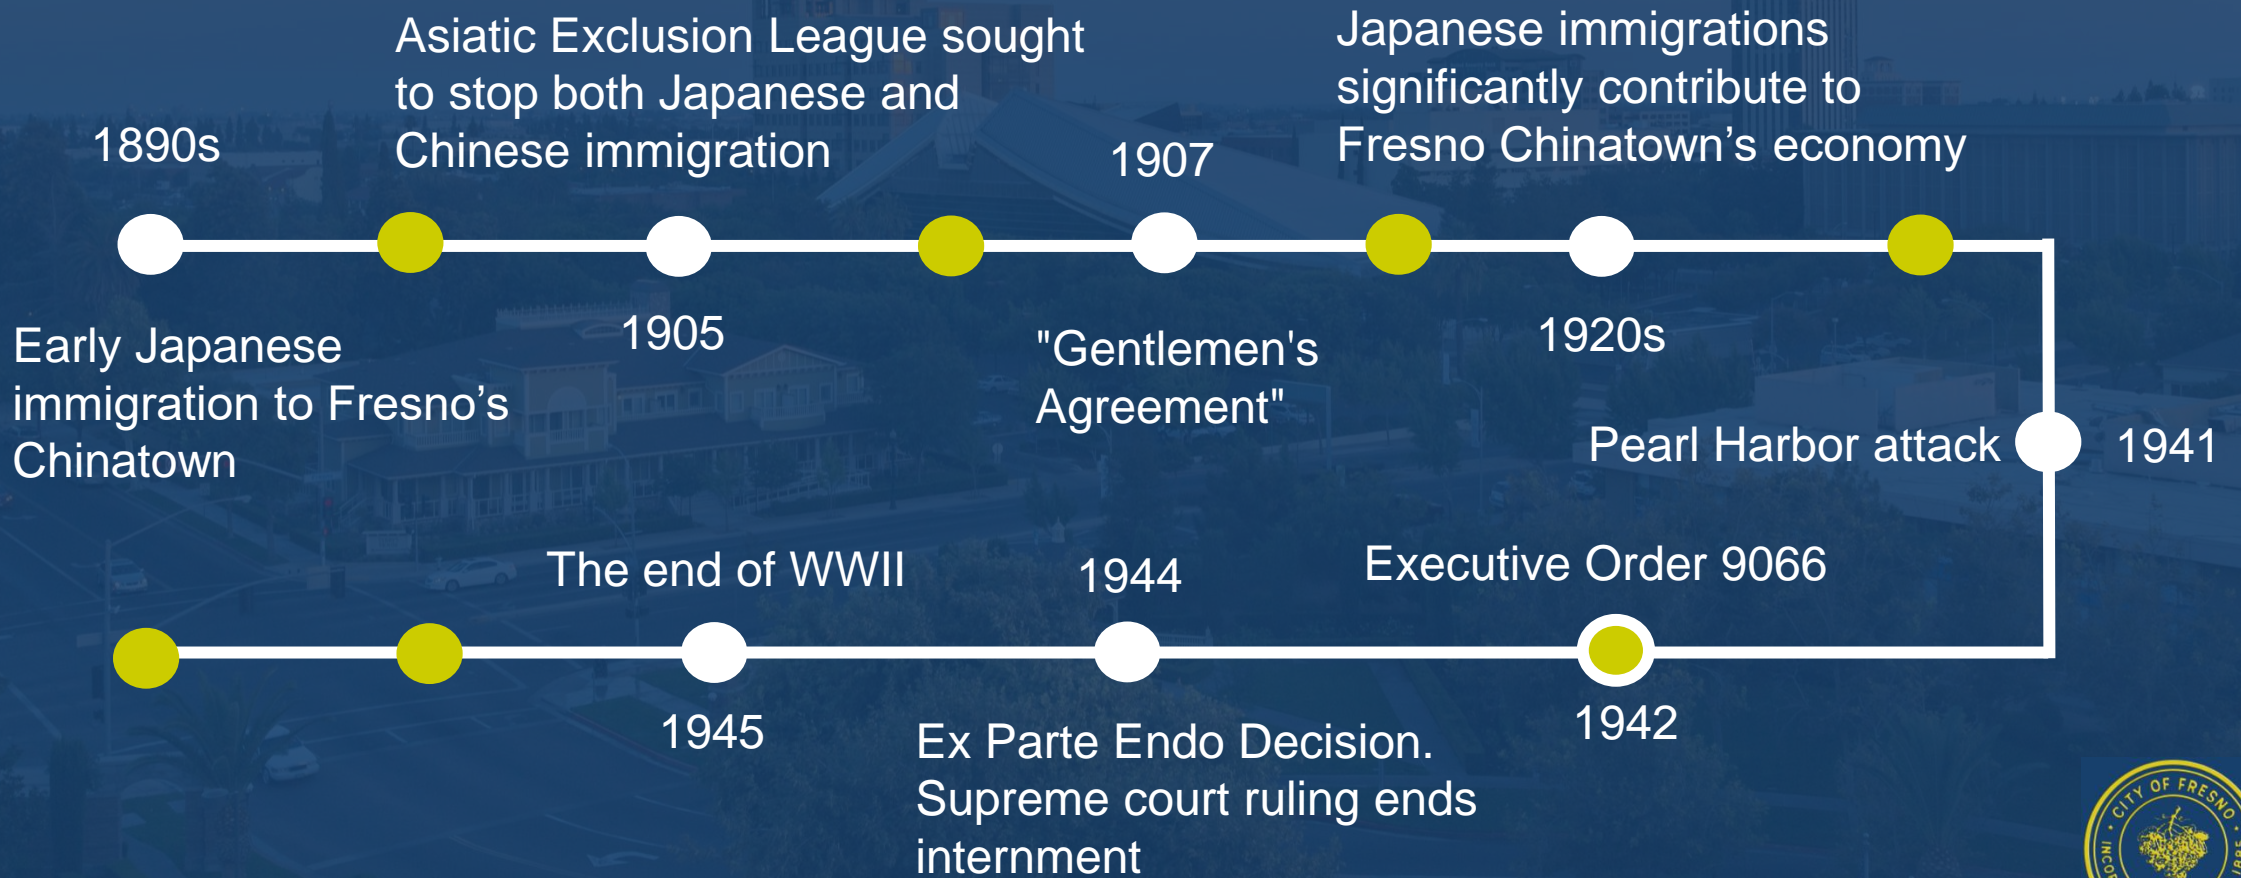 1890s
Early Japanese
immigration to Fresno’s
Chinatown
Asiatic Exclusion League sought
to stop both Japanese and
Chinese immigration
1905
1907
"Gentlemen's
Agreement"
Japanese immigrations
significantly contribute to
Fresno Chinatown’s economy
1920s
Pearl Harbor attack
1941
Executive Order 9066
1942
1944
Ex Parte Endo Decision.
Supreme court ruling ends
internment
The end of WWII
1945
CITY OF FRESNO
1885